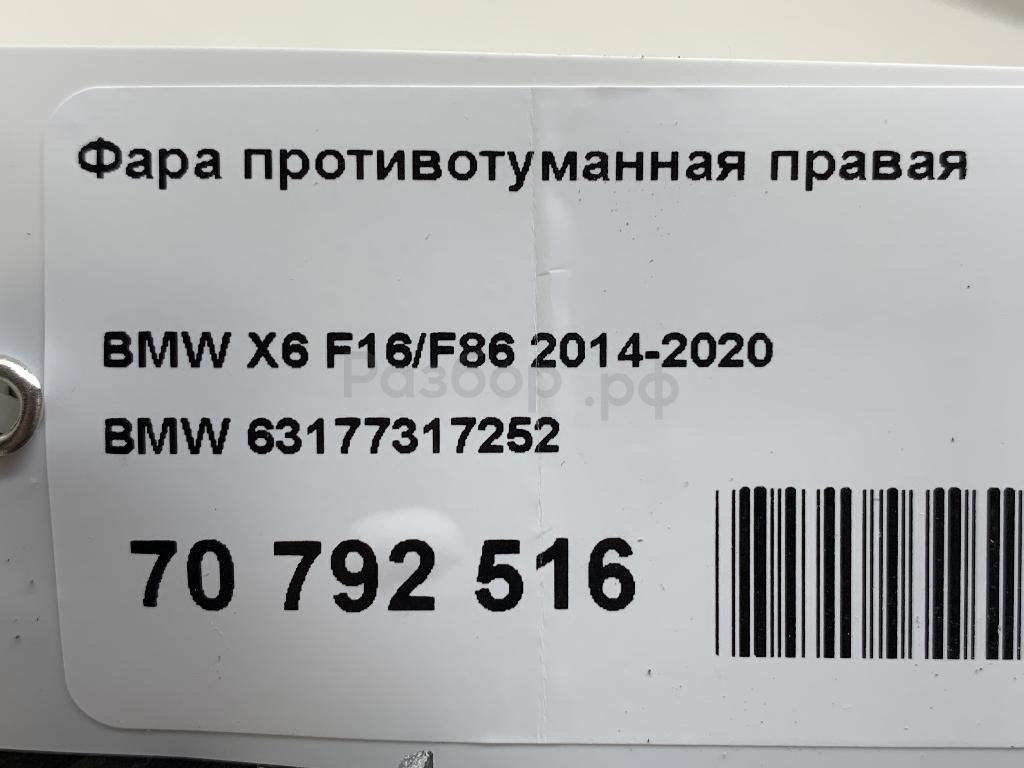 Фара противотуманная правая
BMW X6 F16/F86 2014-2020
Разбор.рф
BMW 63177317252
70 792 516